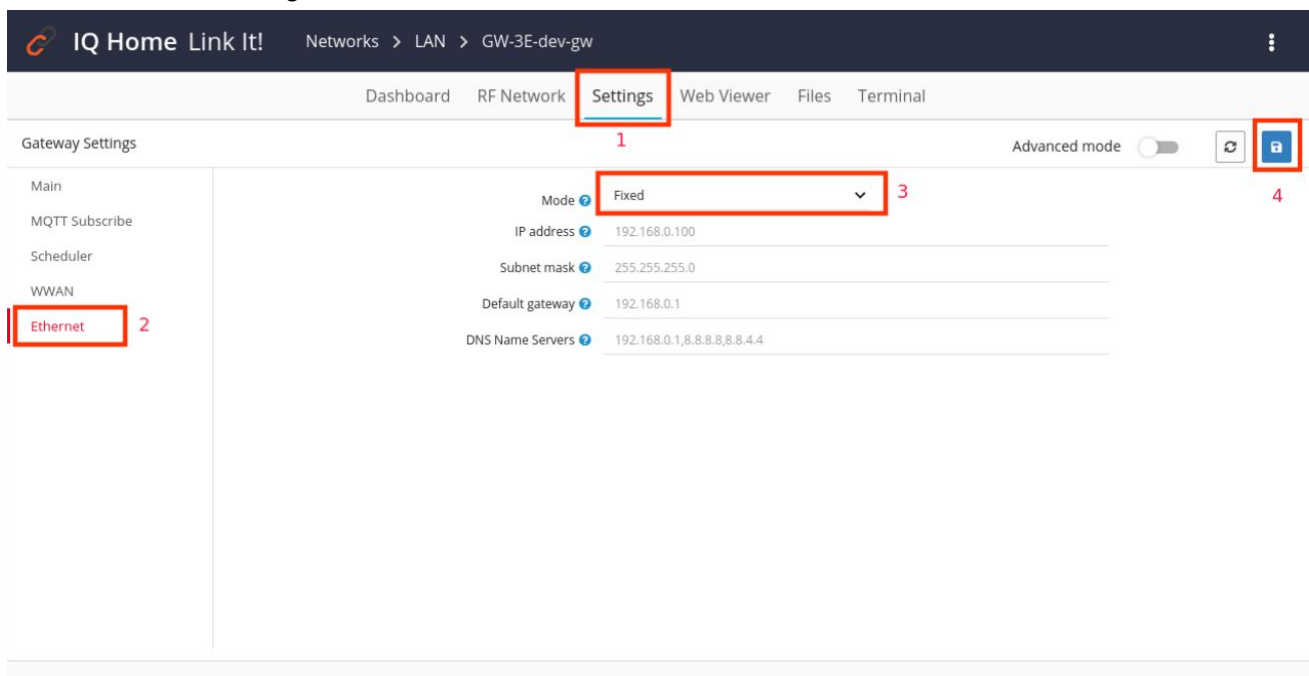 IQ Home Link It! Networks > LAN > GW-3E-dev-gw
Dashboard RF Network Settings Web Viewer Files Terminal
1
Gateway Settings Advanced mode
4
Main
MQTT Subscribe
Scheduler
WWAN
Ethernet 2
Mode Fixed 3
IP address 192.168.0.100
Subnet mask 255.255.255.0
Default gateway 192.168.0.1
DNS Name Servers 192.168.0.1,8.8.8.8,8.8.4.4